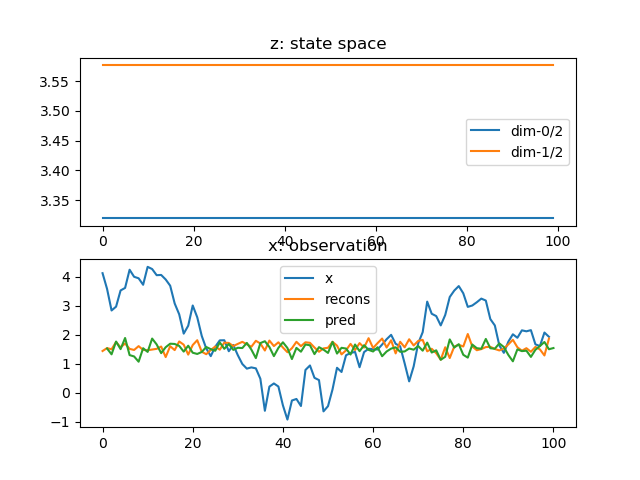 z: state space
3.55
3.50
3.45
3.40
3.35
dim-0/2
dim-1/2
0 20 40 60 80 100
x: observation
4
3
2
1
0
−1
x
recons
pred
0 20 40 60 80 100